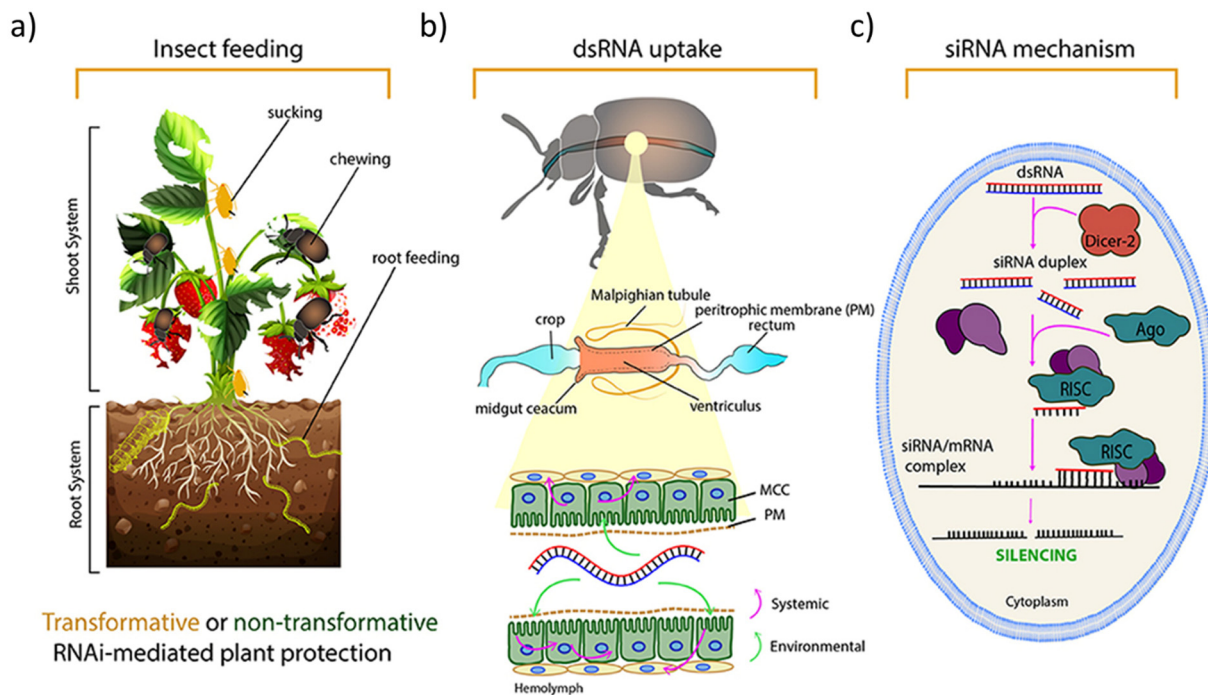 a)
Insect feeding
sucking
chewing
root feeding
Shoot System
Root System
Transformative or non-transformative
RNAi-mediated plant protection
b)
dsRNA uptake
Malpighian tubule
peritrophic membrane (PM)
crop
rectum
midgut ceacum
ventriculus
MCC
PM
Systemic
Environmental
Hemolymph
c)
siRNA mechanism
dsRNA
Dicer-2
siRNA duplex
Ago
RISC
siRNA/mRNA
complex
RISC
SILENCING
Cytoplasm